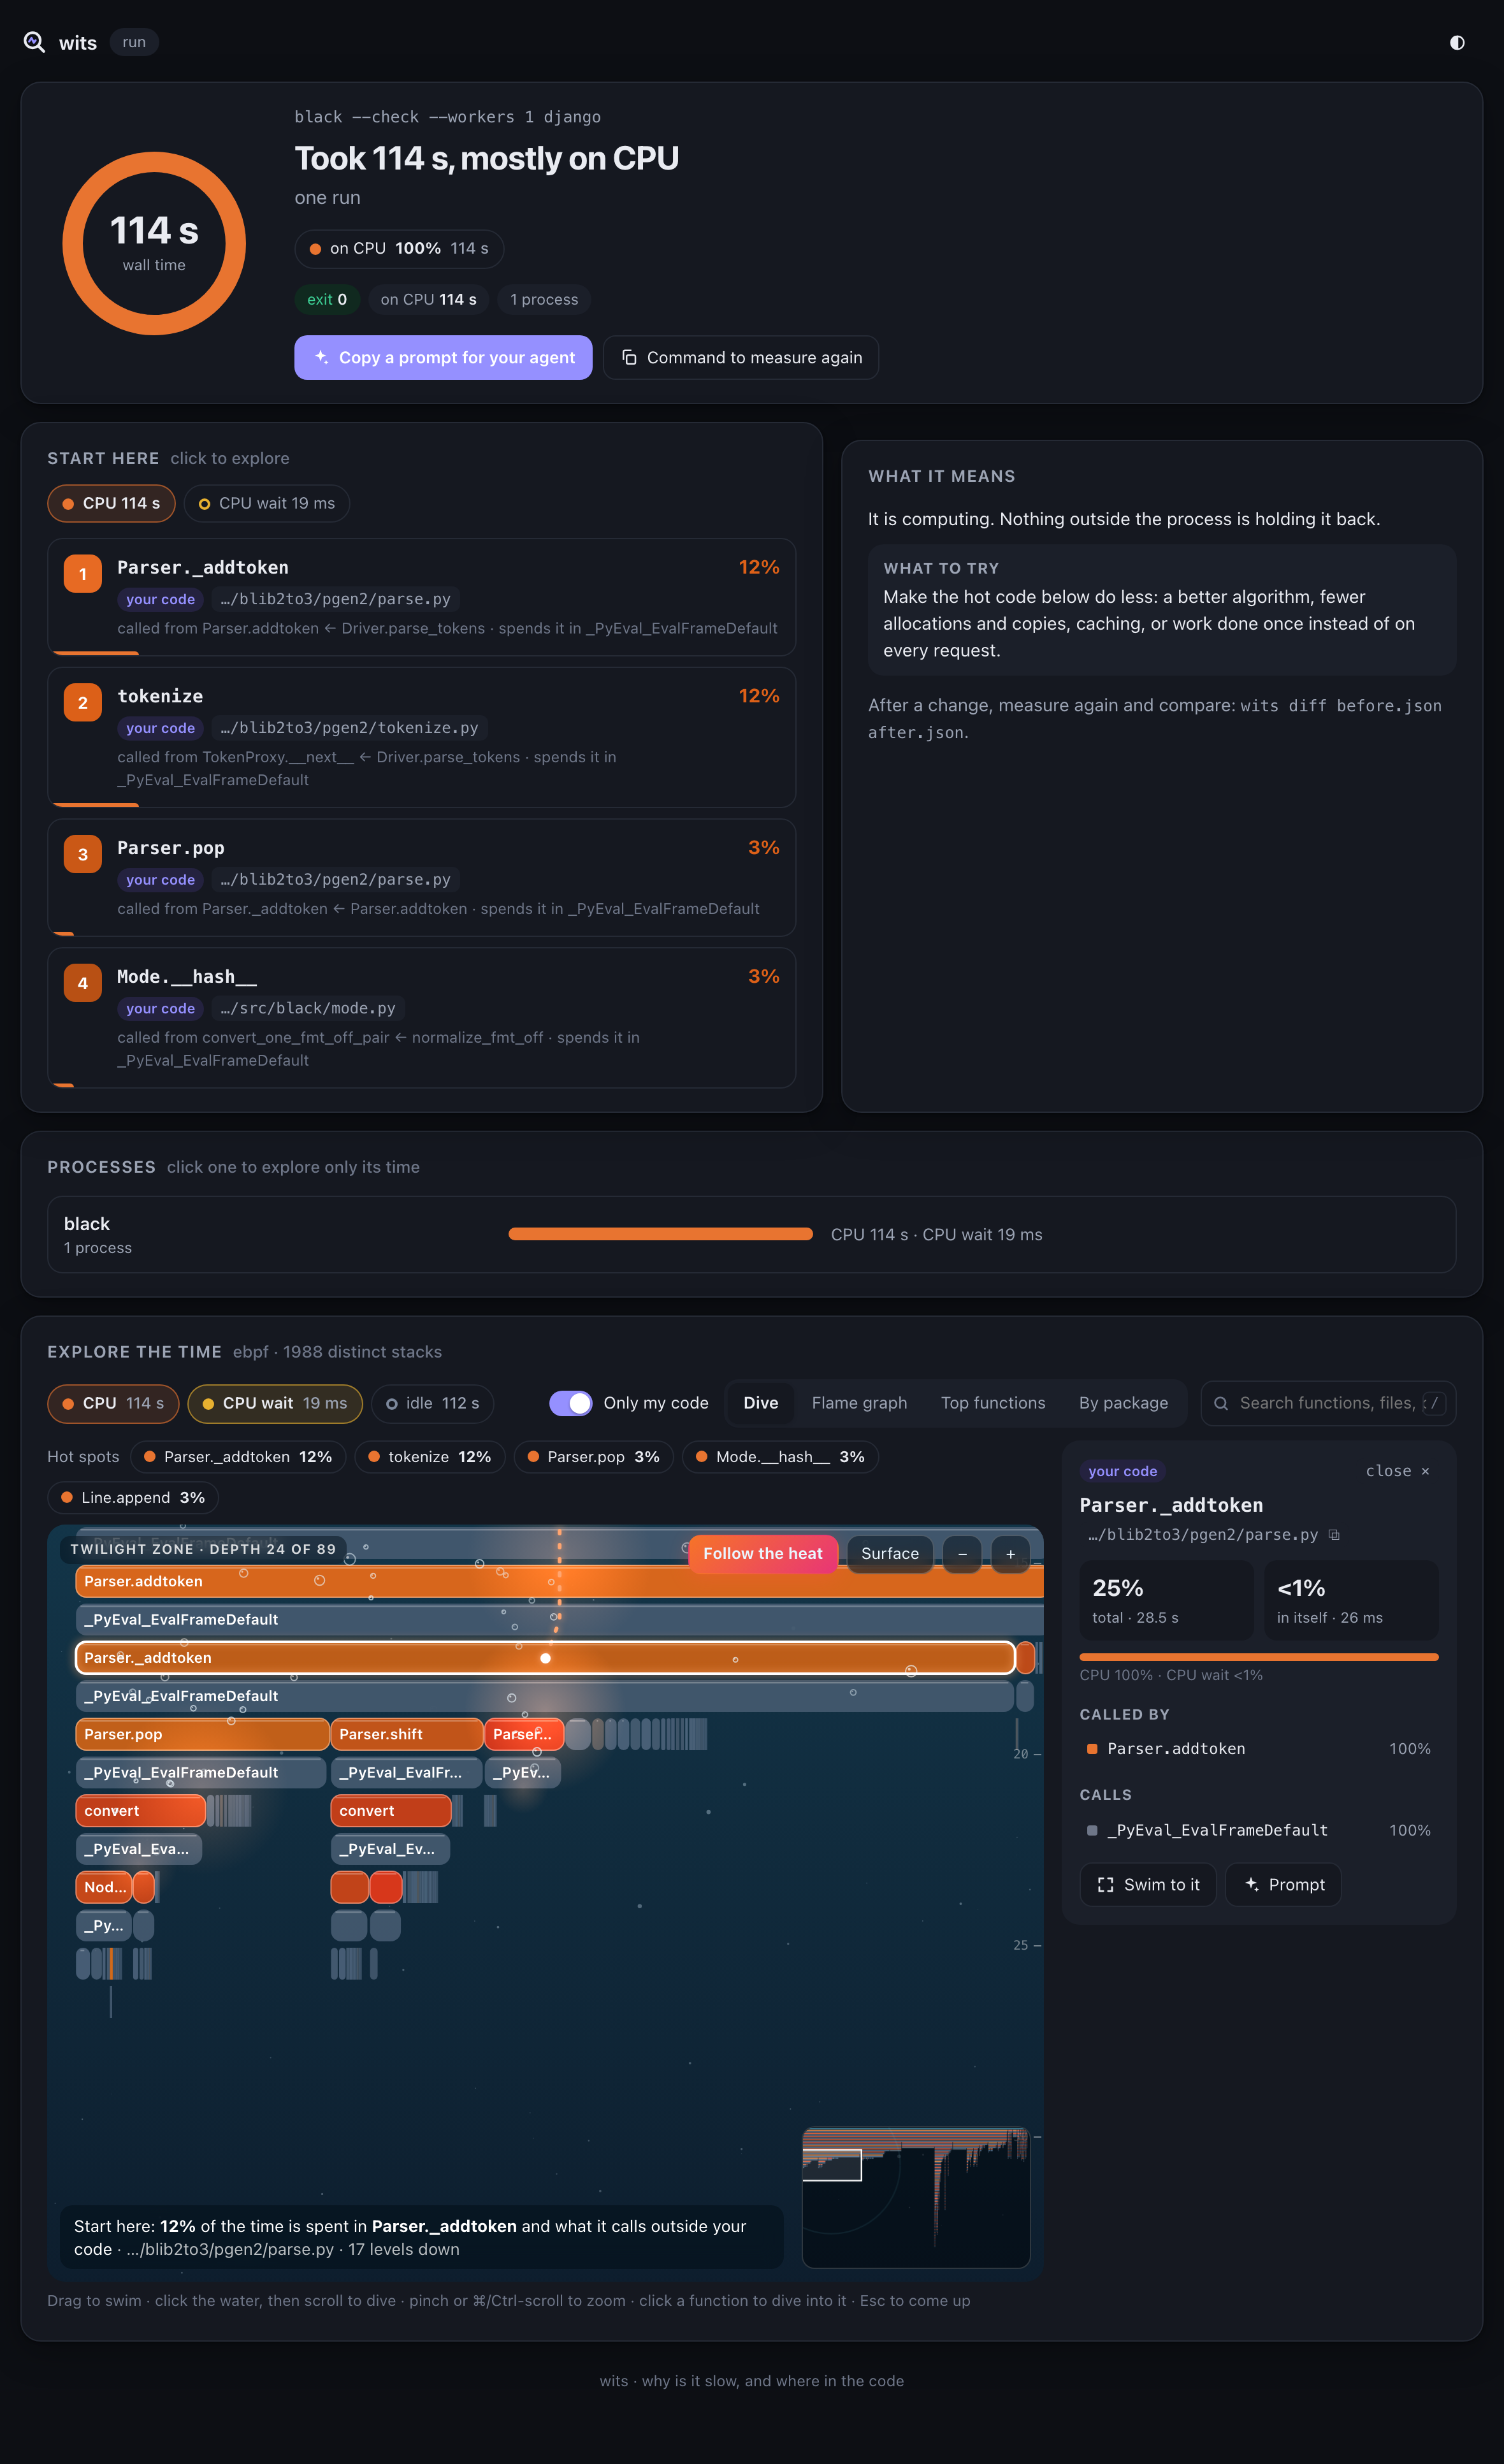 wits run
black --check --workers 1 django
Took 114 s, mostly on CPU
one run
114 s
wall time
on CPU 100% 114 s
exit 0 on CPU 114 s 1 process
Copy a prompt for your agent Command to measure again
START HERE click to explore
CPU 114 s CPU wait 19 ms
1 Parser._addtoken 12%
your code …/blib2to3/pgen2/parse.py
called from Parser.addtoken ← Driver.parse_tokens · spends it in _PyEval_EvalFrameDefault
2 tokenize 12%
your code …/blib2to3/pgen2/tokenize.py
called from TokenProxy.__next__ ← Driver.parse_tokens · spends it in
_PyEval_EvalFrameDefault
3 Parser.pop 3%
your code …/blib2to3/pgen2/parse.py
called from Parser._addtoken ← Parser.addtoken · spends it in _PyEval_EvalFrameDefault
4 Mode.__hash__ 3%
your code …/src/black/mode.py
called from convert_one_fmt_off_pair ← normalize_fmt_off · spends it in
_PyEval_EvalFrameDefault
WHAT IT MEANS
It is computing. Nothing outside the process is holding it back.
WHAT TO TRY
Make the hot code below do less: a better algorithm, fewer
allocations and copies, caching, or work done once instead of on
every request.
After a change, measure again and compare: wits diff before.json
after.json.
PROCESSES click one to explore only its time
black
1 process
CPU 114 s · CPU wait 19 ms
EXPLORE THE TIME ebpf · 1988 distinct stacks
CPU 114 s CPU wait 19 ms idle 112 s Only my code Dive Flame graph Top functions By package Search functions, files, /
Hot spots Parser._addtoken 12% tokenize 12% Parser.pop 3% Mode.__hash__ 3%
Line.append 3%
TWILIGHT ZONE · DEPTH 24 OF 89
Follow the heat Surface − +
Parser.addtoken
_PyEval_EvalFrameDefault
Parser._addtoken
_PyEval_EvalFrameDefault
Parser.pop Parser.shift Parser...
20
_PyEval_EvalFrameDefault _PyEval_EvalFr... _PyEv...
convert convert
_PyEval_Eva... _PyEval_Ev...
Nod...
_Py...
25
Start here: 12% of the time is spent in Parser._addtoken and what it calls outside your
code · …/blib2to3/pgen2/parse.py · 17 levels down
your code close ×
Parser._addtoken
…/blib2to3/pgen2/parse.py
25% <1%
total · 28.5 s in itself · 26 ms
CPU 100% · CPU wait <1%
CALLED BY
Parser.addtoken 100%
CALLS
_PyEval_EvalFrameDefault 100%
Swim to it Prompt
Drag to swim · click the water, then scroll to dive · pinch or ⌘/Ctrl-scroll to zoom · click a function to dive into it · Esc to come up
wits · why is it slow, and where in the code